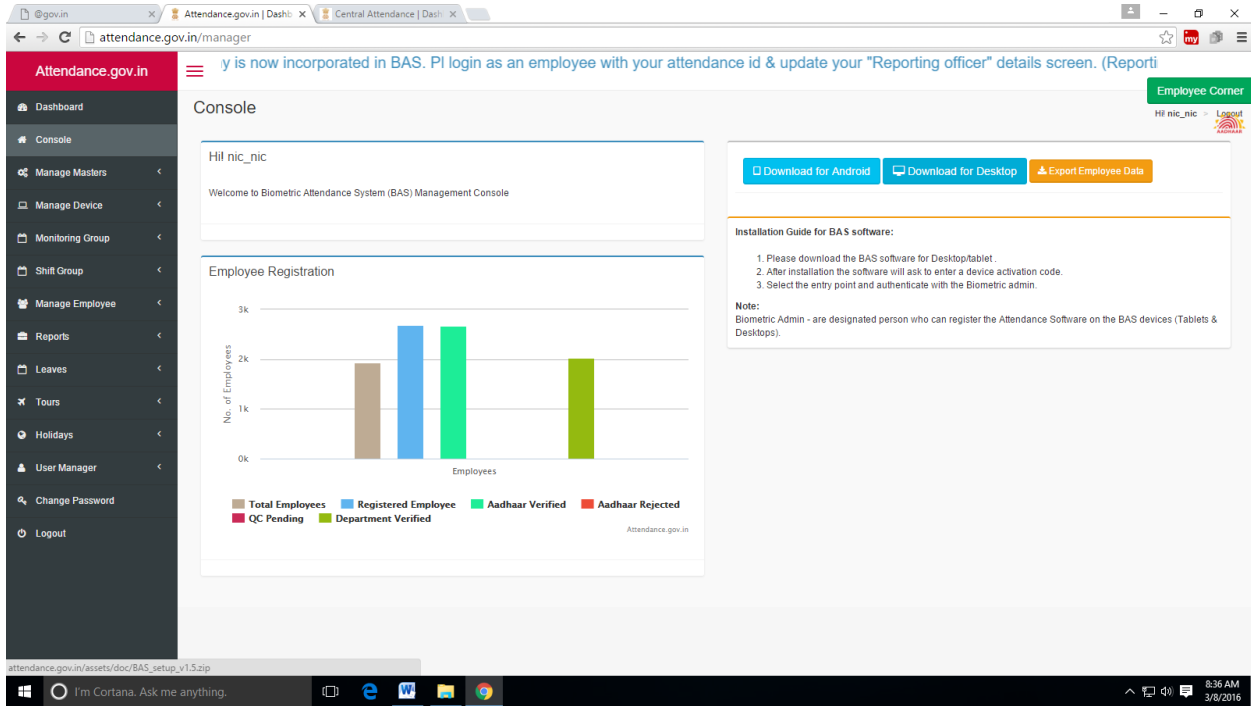 @gov.in
Attendance.gov.in | Dashb
Central Attendance | Dash
attendance.gov.in/manager
my
Attendance.gov.in
y is now incorporated in BAS. Pl login as an employee with your attendance id & update your "Reporting officer" details screen. (Reporti
Employee Corner
Hi! nic_nic > Logout
AADHAAR
Dashboard
Console
Manage Masters
Manage Device
Monitoring Group
Shift Group
Manage Employee
Reports
Leaves
Tours
Holidays
User Manager
Change Password
Logout
Console
Hi! nic_nic
Welcome to Biometric Attendance System (BAS) Management Console
Employee Registration
3k
2k
1k
0k
No. of Employees
Employees
Total Employees Registered Employee Aadhaar Verified Aadhaar Rejected
QC Pending Department Verified
Attendance.gov.in
Download for Android Download for Desktop Export Employee Data
Installation Guide for BAS software:
1. Please download the BAS software for Desktop/tablet .
2. After installation the software will ask to enter a device activation code.
3. Select the entry point and authenticate with the Biometric admin.
Note:
Biometric Admin - are designated person who can register the Attendance Software on the BAS devices (Tablets &
Desktops).
attendance.gov.in/assets/doc/BAS_setup_v1.5.zip
I'm Cortana. Ask me anything.
8:36 AM
3/8/2016